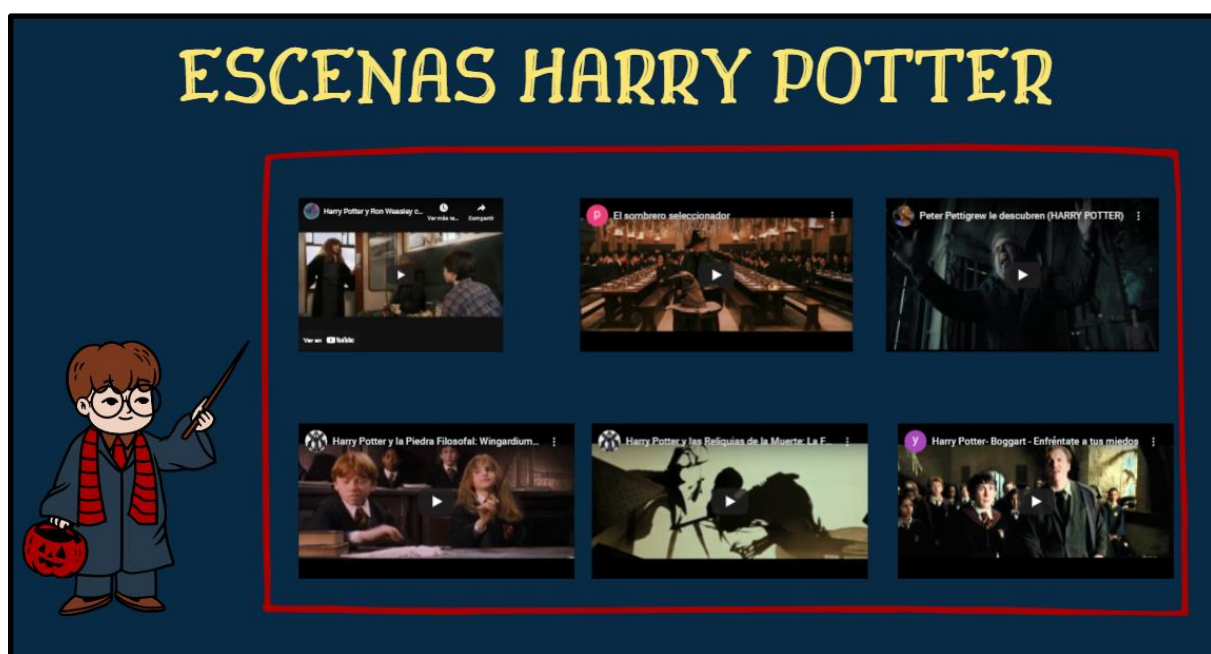 ESCENAS HARRY POTTER
Harry Potter y Ron Weasley c...
Ver más ta...
Compartir
Ver en YouTube
P El sombrero seleccionador
Peter Pettigrew le descubren (HARRY POTTER)
Harry Potter y la Piedra Filosofal: Wingardium...
Harry Potter y las Reliquias de la Muerte: La F...
y Harry Potter- Boggart - Enfréntate a tus miedos